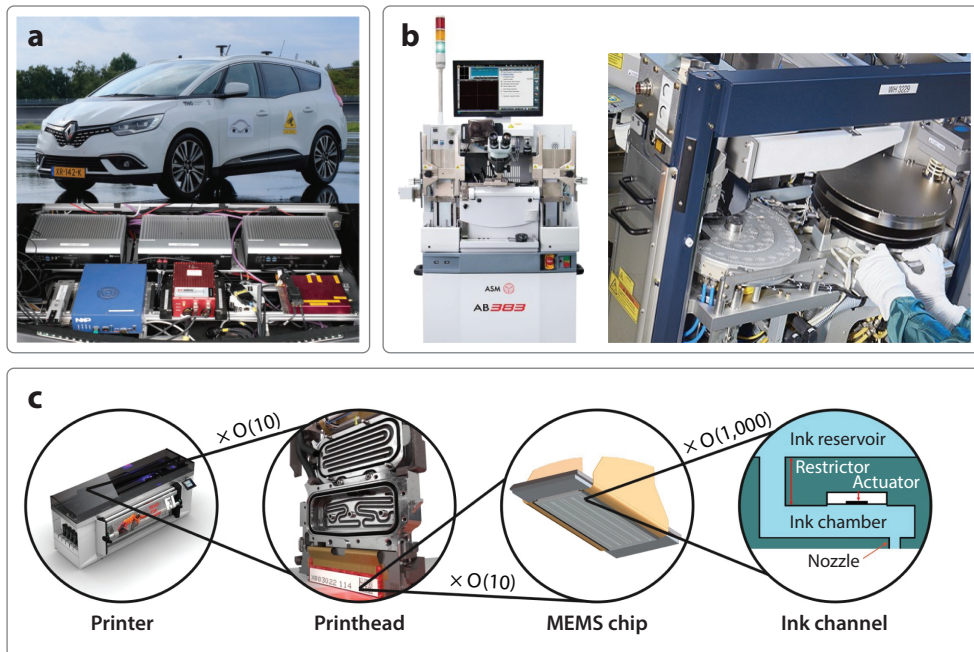 a
XR-142-K
NXP
b
WH 3229
ASM
AB383
c
× O(10)
× O(1,000)
Ink reservoir
Restrictor
Actuator
Ink chamber
Nozzle
× O(10)
Printer
Printhead
MEMS chip
Ink channel